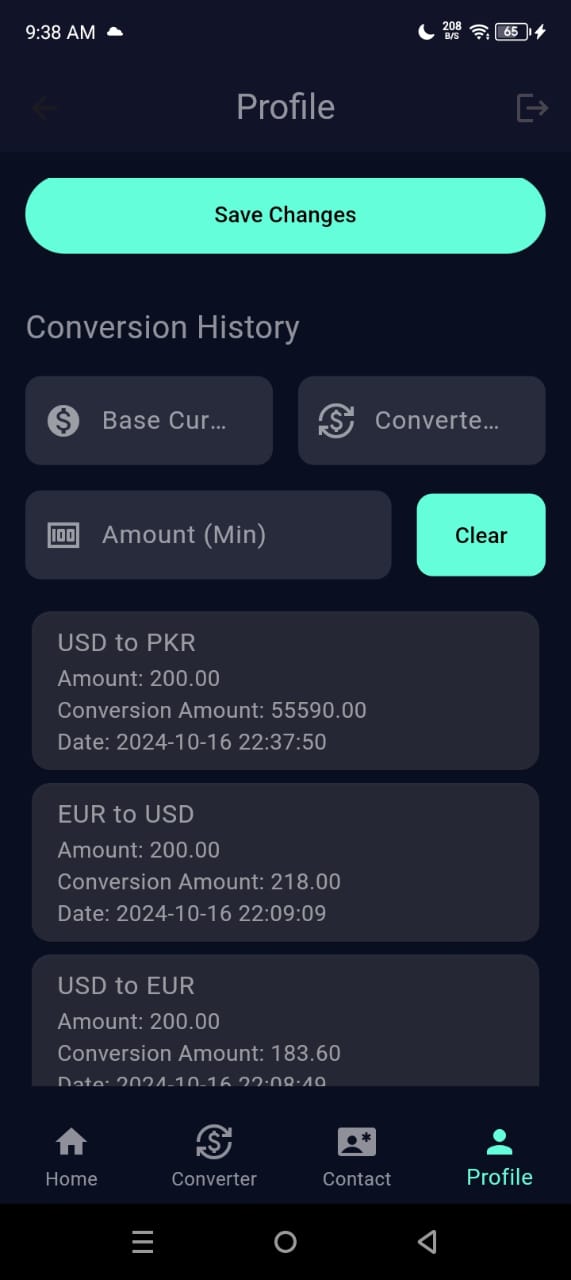 9:38 AM
208
B/S
65
Profile
Save Changes
Conversion History
Base Cur...
Converte...
100
Amount (Min)
Clear
USD to PKR
Amount: 200.00
Conversion Amount: 55590.00
Date: 2024-10-16 22:37:50
EUR to USD
Amount: 200.00
Conversion Amount: 218.00
Date: 2024-10-16 22:09:09
USD to EUR
Amount: 200.00
Conversion Amount: 183.60
Date: 2024-10-16 22:08:49
Home
Converter
Contact
Profile